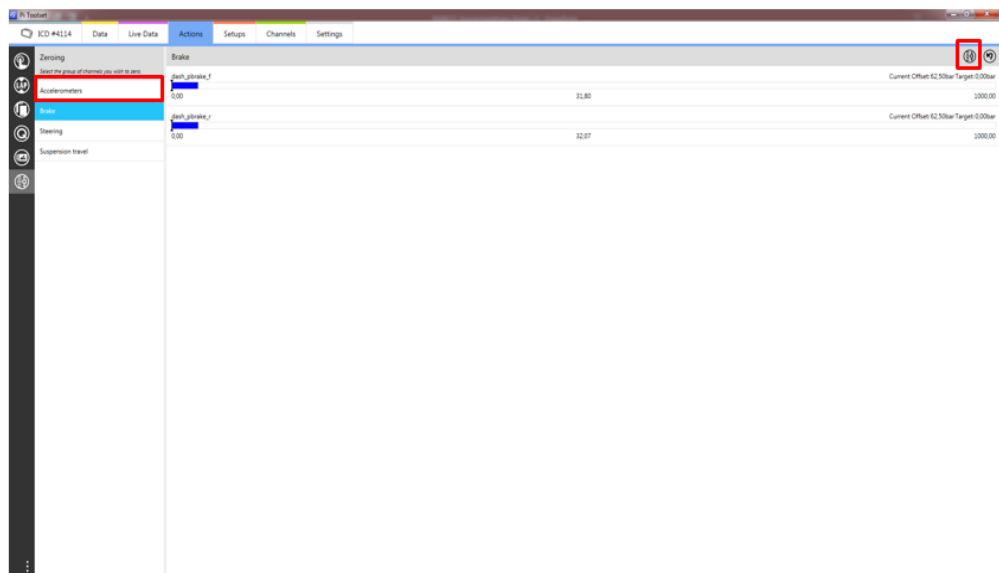 Pi Toolset
ICD #4114 Data Live Data Actions Setups Channels Settings
Zeroing
Select the group of channels you wish to zero.
Accelerometers
Brake
Steering
Suspension travel
Brake
dash_pbrake_f Current Offset: 62,50bar Target: 0,00bar
0,00 31,80 1000,00
dash_pbrake_r Current Offset: 62,50bar Target: 0,00bar
0,00 32,07 1000,00
LAP